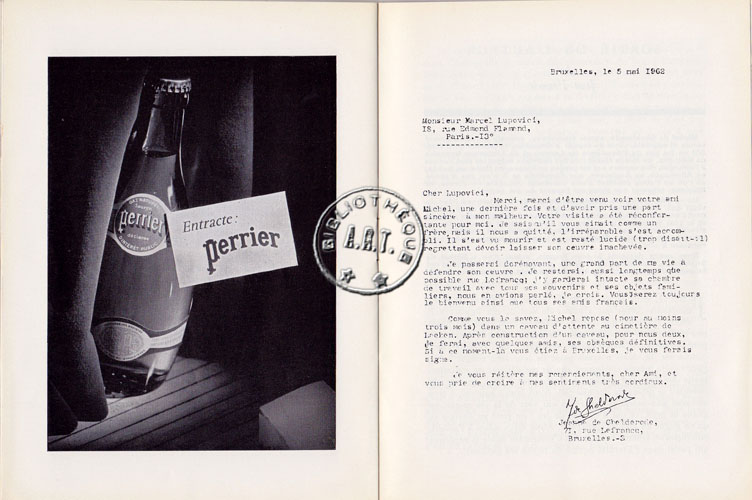 Perrier
Entracte :
Perrier
BIBLIOTHÈQUE
A.R.T.
Bruxelles, le 5 mai 1962
Monsieur Marcel Lupovici,
18, rue Edmond Flamand,
Paris.-13°
Cher Lupovici,
Merci, merci d'être venu voir votre ami
Michel, une dernière fois et d'avoir pris une part
sincère à mon malheur. Votre visite a été réconfor-
tante pour moi. Je sais qu'il vous aimait comme un
frère, mais il nous a quitté. l'irréparable s'est accom-
pli. Il s'est vu mourir et est resté lucide (trop disait-il)
regrettant devoir laisser son oeuvre inachevée.
Je passerai dorénavant, une grand part de ma vie à
défendre son oeuvre . Je resterai aussi longtemps que
possible rue Lefrancq; j'y garderai intacte sa chambre
de travail avec tous ses souvenirs et ses objets fami-
liers, nous en avions parlé, je crois. Vous serez toujours
le bienvenu ainsi que tous ses amis français.
Comme vous le savez, Michel repose (pour au moins
trois mois) dans un caveau d'attente au cimetière de
Laeken. Après construction d'un caveau, pour nous deux,
je ferai, avec quelques amis, ses obsèques définitives.
Si à ce moment-là vous étiez à Bruxelles, je vous ferais
signe.
Je vous réitère mes remerciements, cher Ami, et
vous prie de croire à mes sentiments très cordiaux.
Jeanne de Ghelderode,
71, rue Lefrancq,
Bruxelles.-3